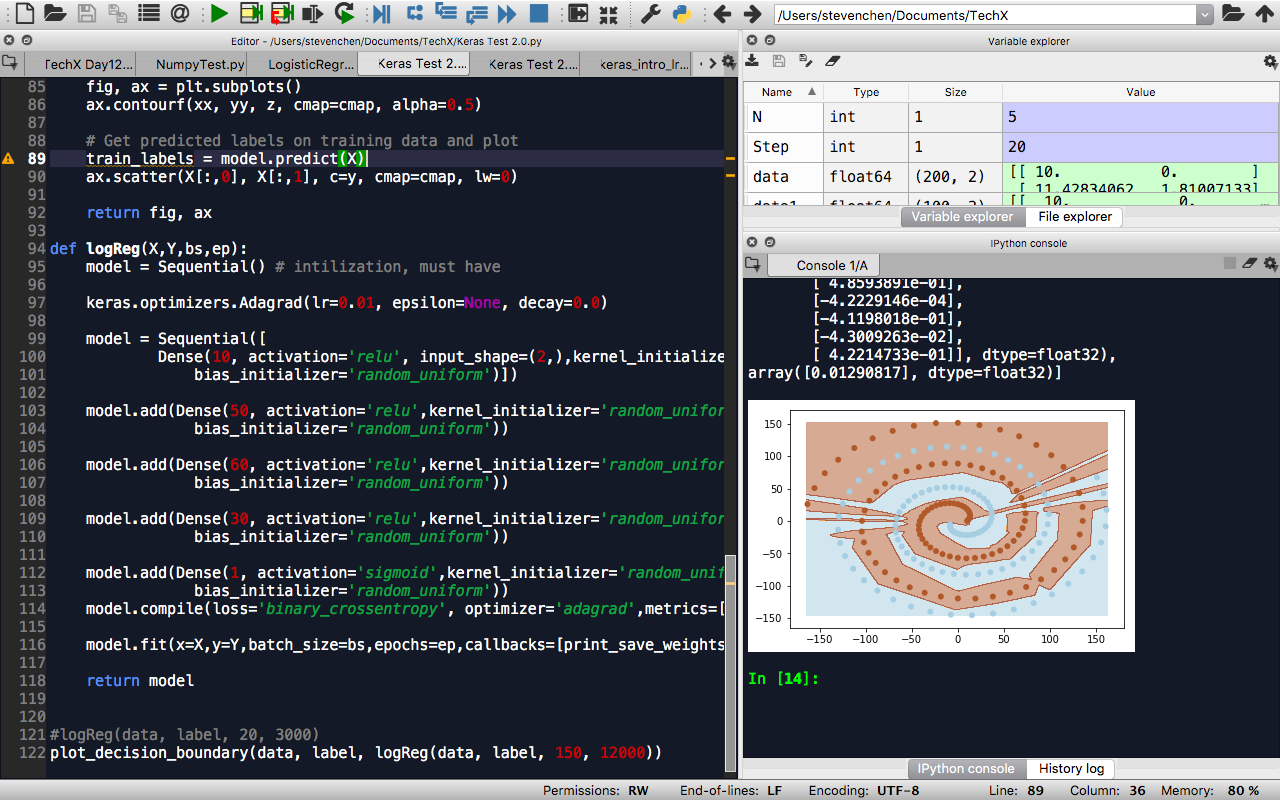 /Users/stevenchen/Documents/TechX
Editor - /Users/stevenchen/Documents/TechX/Keras Test 2.0.py
TechX Day12...
NumpyTest.py
LogisticRegr...
Keras Test 2....
Keras Test 2....
keras_intro_lr...
85 fig, ax = plt.subplots()
86 ax.contourf(xx, yy, z, cmap=cmap, alpha=0.5)
87
88 # Get predicted labels on training data and plot
89 train_labels = model.predict(X)
90 ax.scatter(X[:,0], X[:,1], c=y, cmap=cmap, lw=0)
91
92 return fig, ax
93
94 def logReg(X,Y,bs,ep):
95 model = Sequential() # intilization, must have
96
97 keras.optimizers.Adagrad(lr=0.01, epsilon=None, decay=0.0)
98
99 model = Sequential([
100 Dense(10, activation='relu', input_shape=(2,),kernel_initialize
101 bias_initializer='random_uniform')])
102
103 model.add(Dense(50, activation='relu',kernel_initializer='random_unifor
104 bias_initializer='random_uniform'))
105
106 model.add(Dense(60, activation='relu',kernel_initializer='random_unifor
107 bias_initializer='random_uniform'))
108
109 model.add(Dense(30, activation='relu',kernel_initializer='random_unifor
110 bias_initializer='random_uniform'))
111
112 model.add(Dense(1, activation='sigmoid',kernel_initializer='random_unif
113 bias_initializer='random_uniform'))
114 model.compile(loss='binary_crossentropy', optimizer='adagrad',metrics=[
115
116 model.fit(x=X,y=Y,batch_size=bs,epochs=ep,callbacks=[print_save_weights
117
118 return model
119
120
121 #logReg(data, label, 20, 3000)
122 plot_decision_boundary(data, label, logReg(data, label, 150, 12000))
Variable explorer
Name Type Size Value
N int 1 5
Step int 1 20
data float64 (200, 2) [[ 10. 0. ]
[ 11.42834062 1.81007133]
data1 float64 (100, 2) [[ 10. 0. ...
Variable explorer File explorer
IPython console
Console 1/A
[ 4.8593891e-01],
[-4.2229146e-04],
[-4.1198018e-01],
[-4.3009263e-02],
[ 4.2214733e-01]], dtype=float32),
array([0.01290817], dtype=float32)]
150
100
50
0
−50
−100
−150
−150 −100 −50 0 50 100 150
In [14]:
IPython console History log
Permissions: RW End-of-lines: LF Encoding: UTF-8 Line: 89 Column: 36 Memory: 80 %